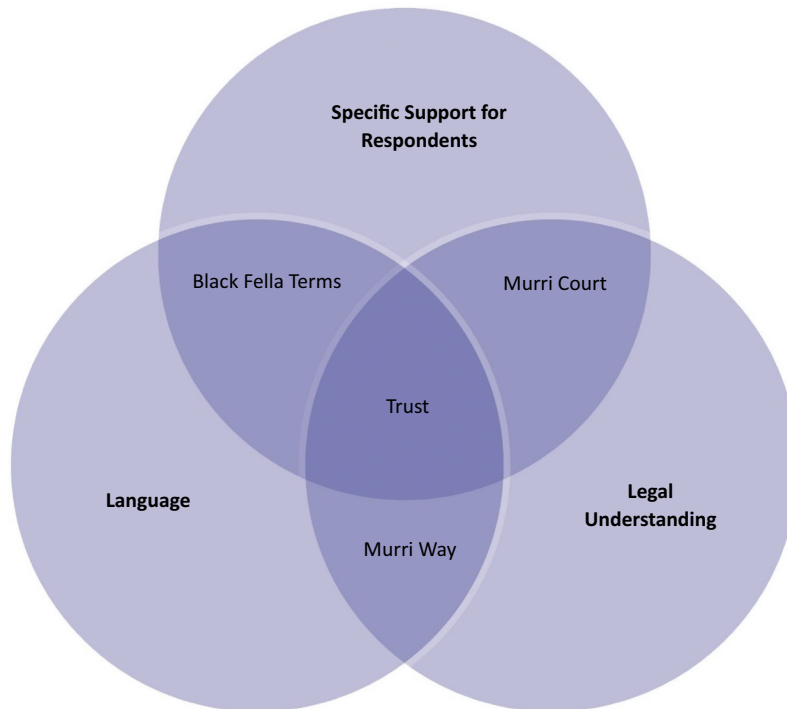 Specific Support for
Respondents
Black Fella Terms
Murri Court
Trust
Language
Legal
Understanding
Murri Way